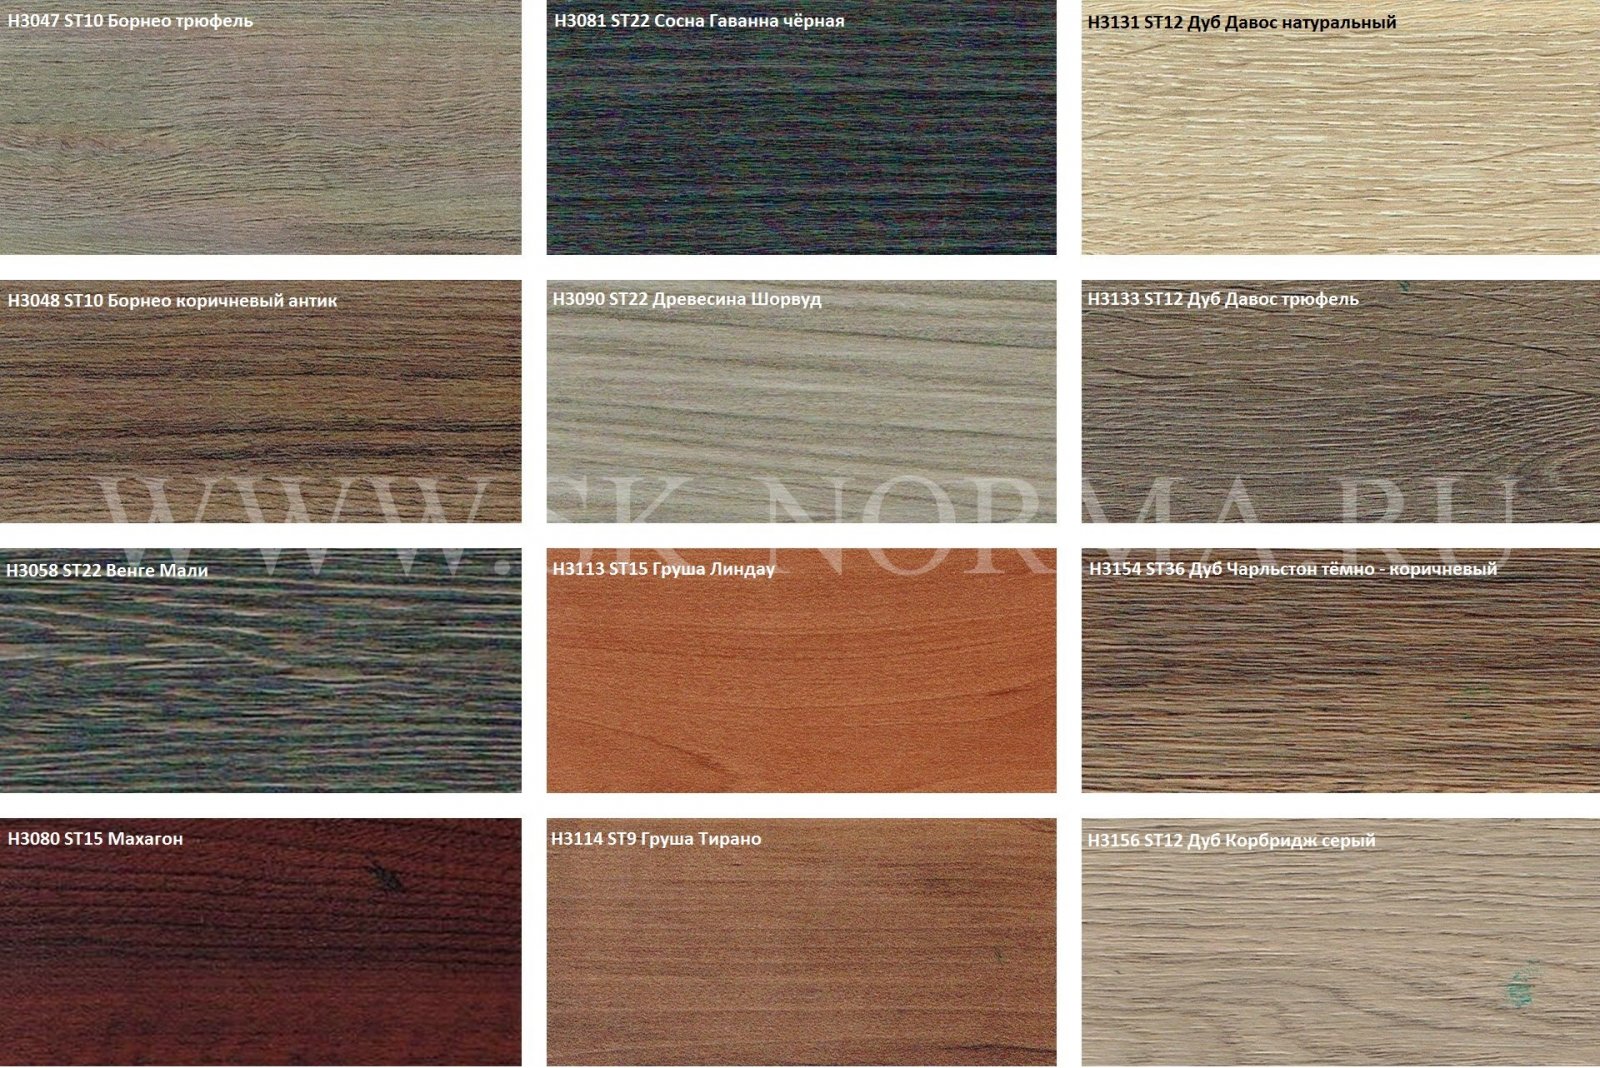 H3047 ST10 Борнео трюфель
H3081 ST22 Сосна Гаванна чёрная
H3131 ST12 Дуб Давос натуральный
H3048 ST10 Борнео коричневый антик
H3090 ST22 Древесина Шорвуд
H3133 ST12 Дуб Давос трюфель
WWW.SK-NORMA.RU
H3058 ST22 Венге Мали
H3113 ST15 Груша Линдау
H3154 ST36 Дуб Чарльстон тёмно - коричневый
H3080 ST15 Махагон
H3114 ST9 Груша Тирано
H3156 ST12 Дуб Корбридж серый